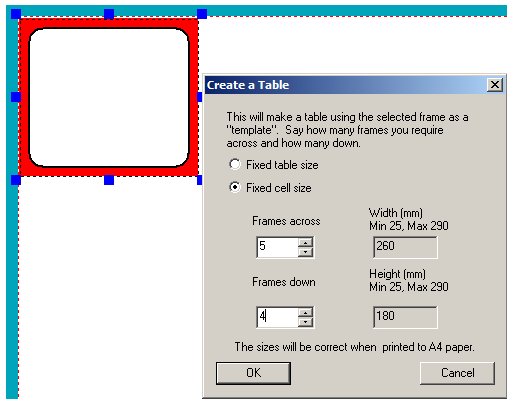 Create a Table
This will make a table using the selected frame as a
"template". Say how many frames you require
across and how many down.
Fixed table size
Fixed cell size
Frames across
Width (mm)
Min 25, Max 290
5
260
Frames down
Height (mm)
Min 25, Max 290
4
180
The sizes will be correct when printed to A4 paper.
OK
Cancel